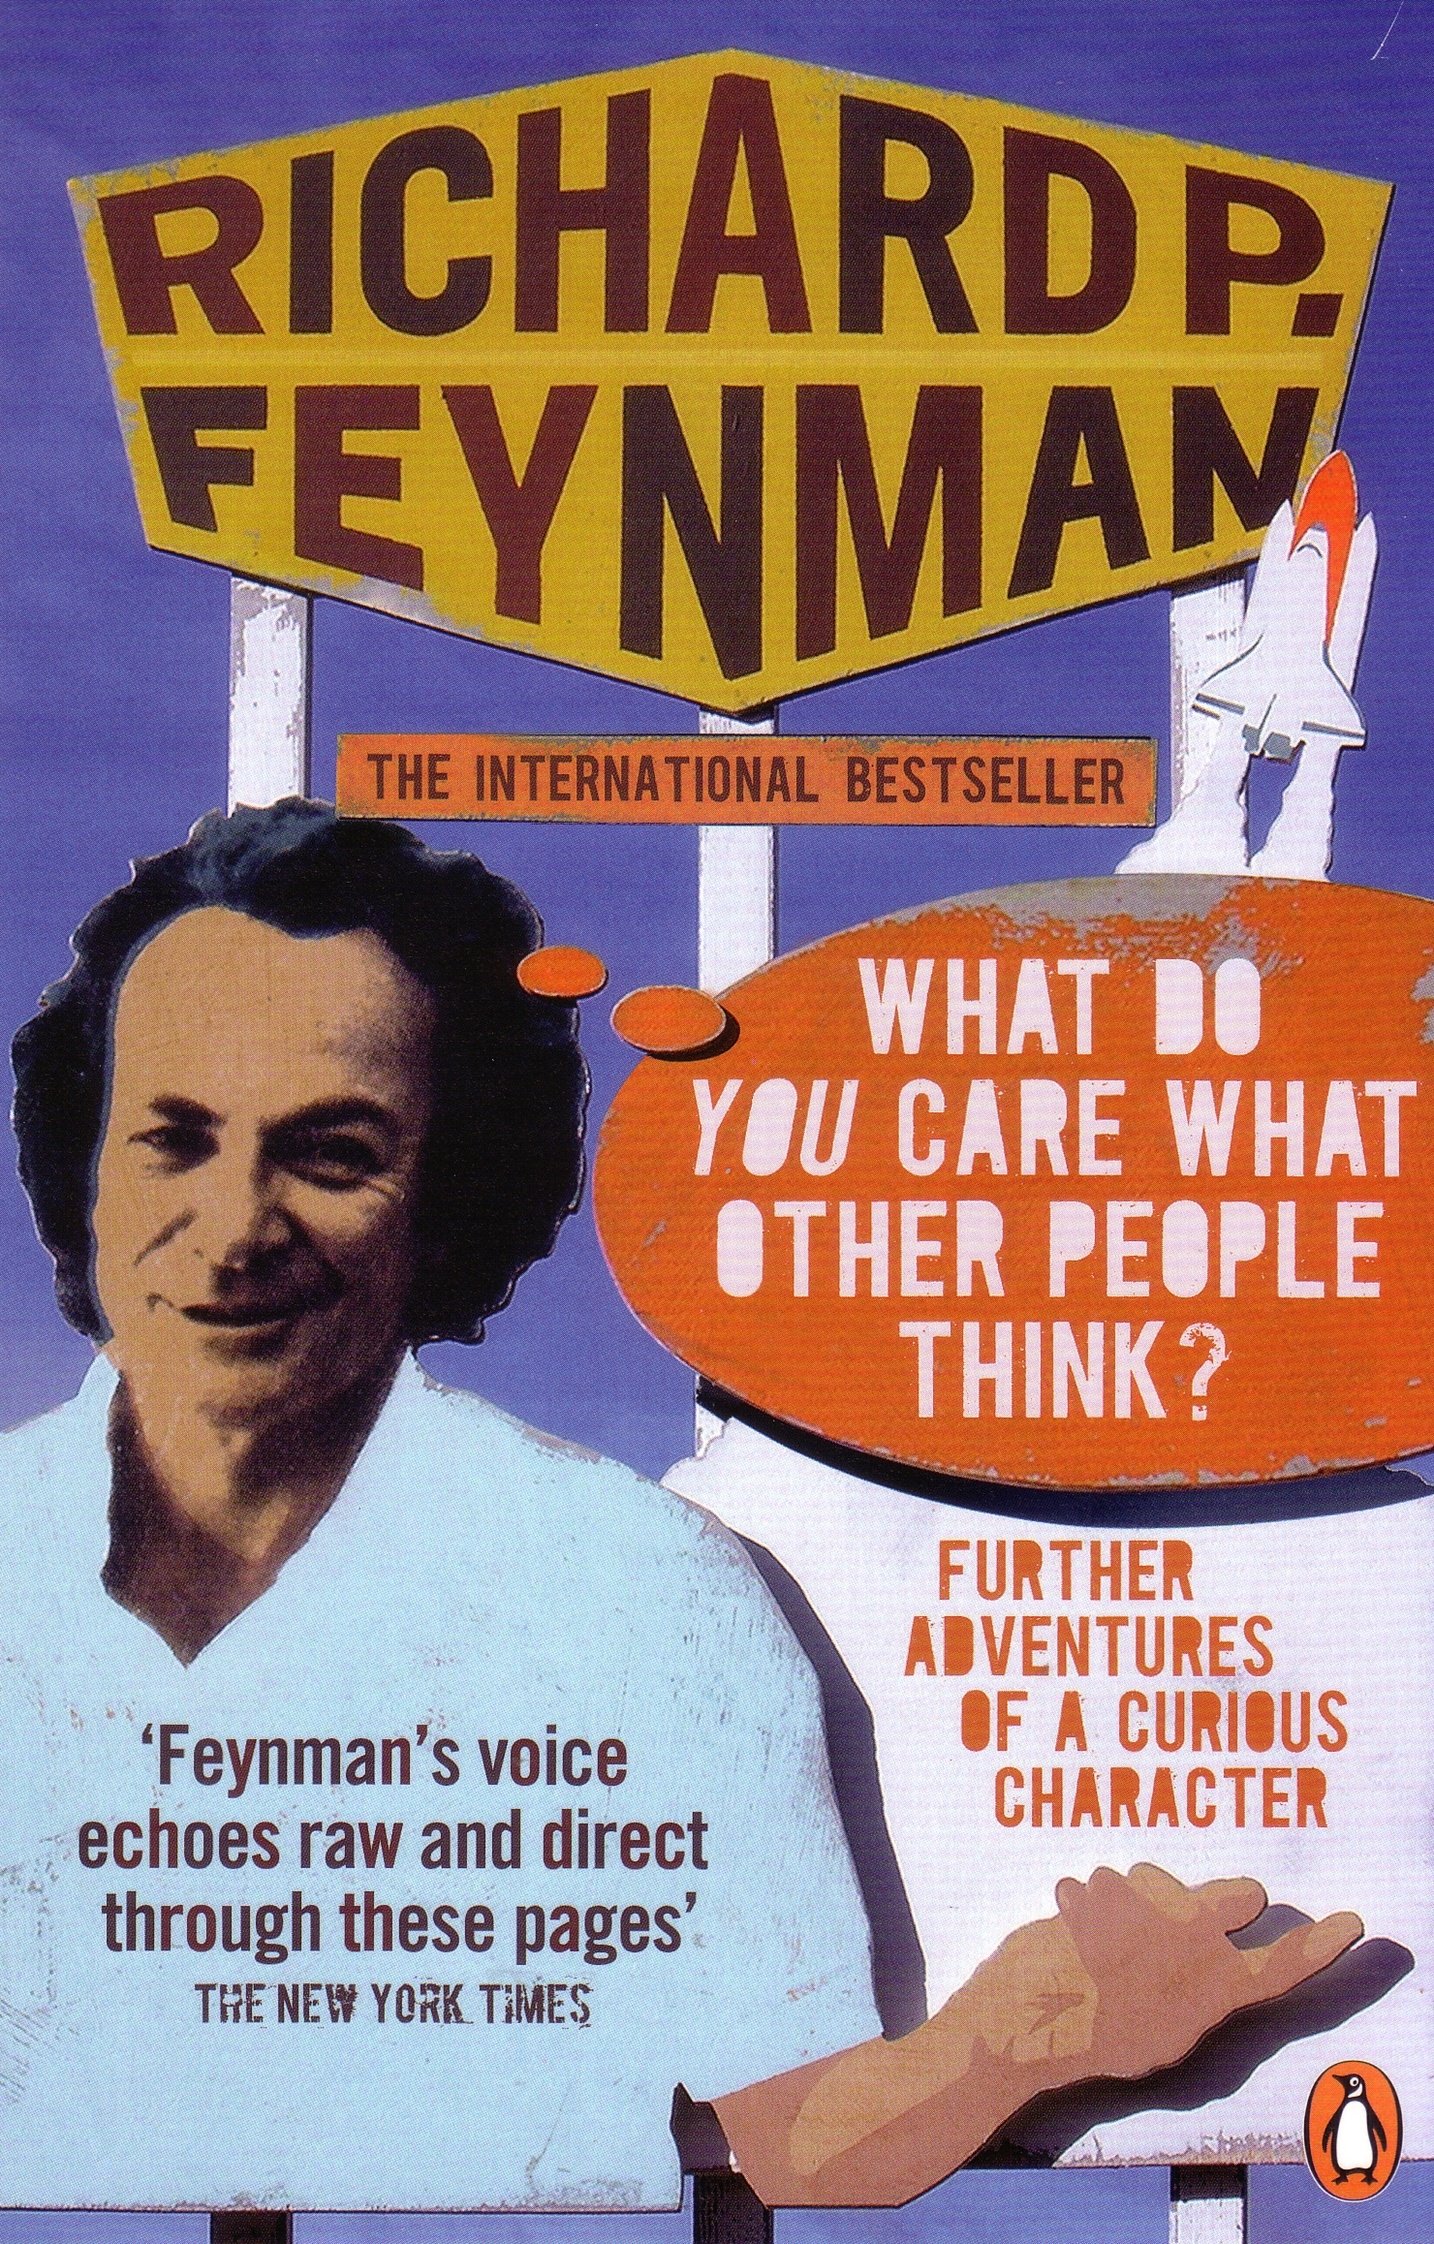 RICHARD P.
FEYNMAN
THE INTERNATIONAL BESTSELLER
WHAT DO
YOU CARE WHAT
OTHER PEOPLE
THINK?
FURTHER
ADVENTURES
OF A CURIOUS
CHARACTER
‘Feynman’s voice
echoes raw and direct
through these pages’
THE NEW YORK TIMES